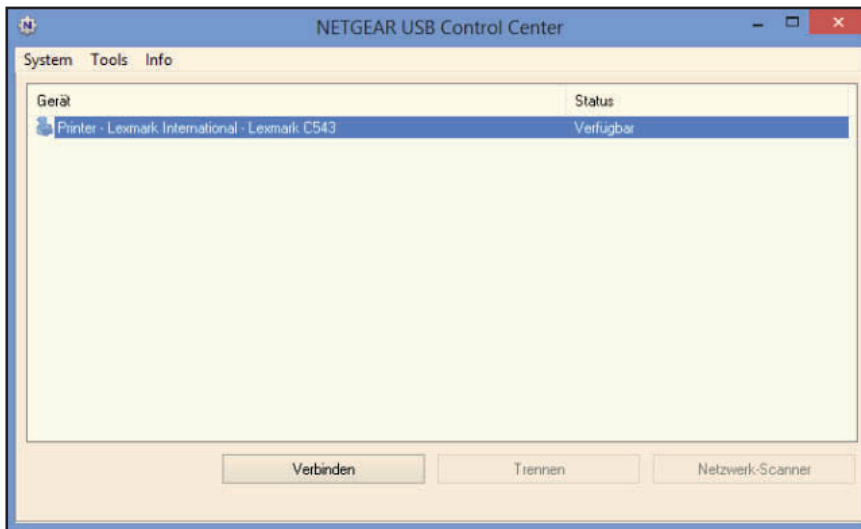 NETGEAR USB Control Center
System Tools Info
Gerät Status
Printer - Lexmark International - Lexmark C543 Verfügbar
Verbinden Trennen Netzwerk-Scanner